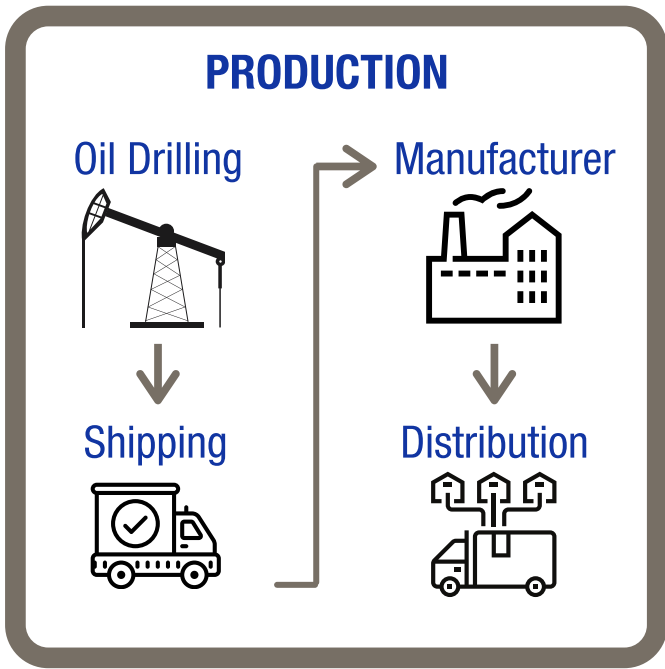 PRODUCTION
Oil Drilling
Shipping
Manufacturer
Distribution